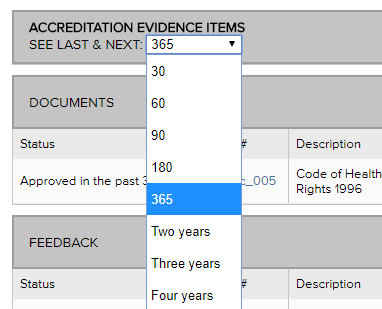 ACCREDITATION EVIDENCE ITEMS
SEE LAST & NEXT: 365
30
60
90
180
365
Two years
Three years
Four years
DOCUMENTS
Status # Description
Approved in the past 3 c_005 Code of Health
Rights 1996
FEEDBACK
Status # Description